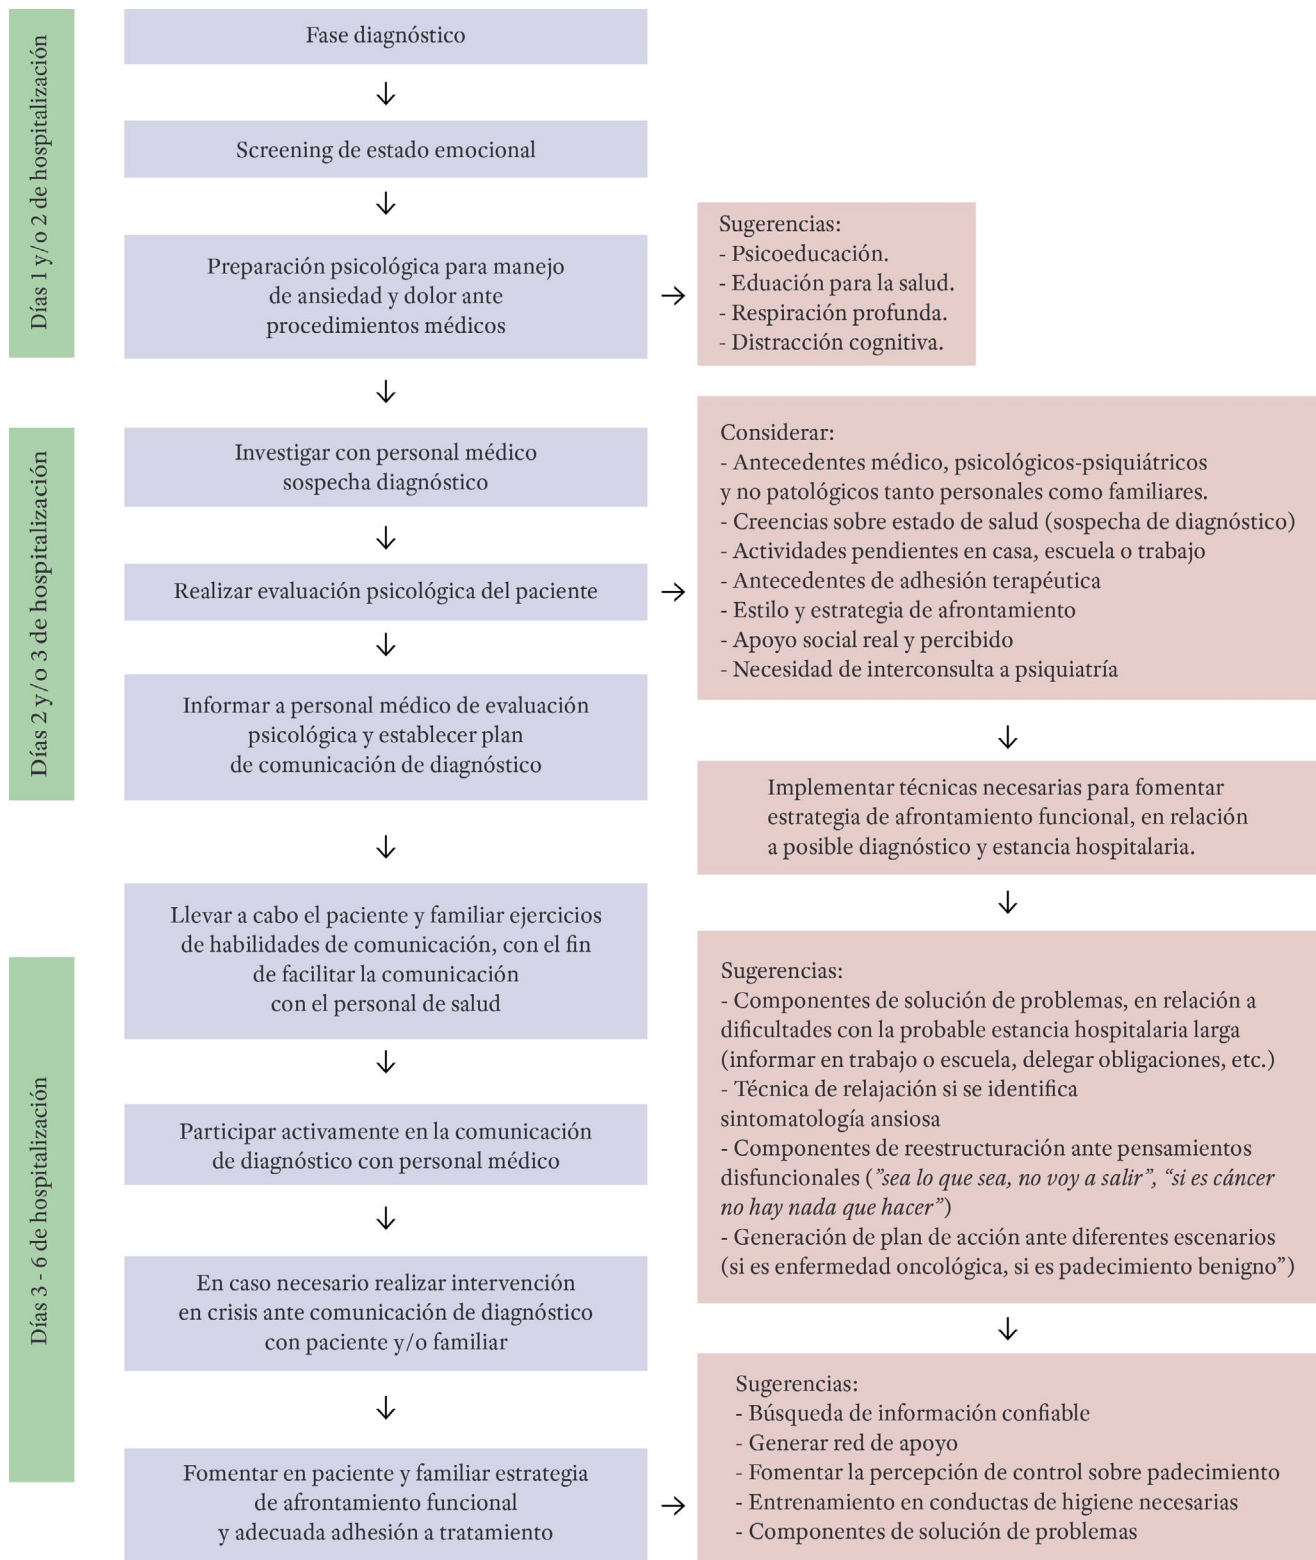 Días 1 y/o 2 de hospitalización
Fase diagnóstico
Screening de estado emocional
Preparación psicológica para manejo
de ansiedad y dolor ante
procedimientos médicos
Sugerencias:
- Psicoeducación.
- Eduación para la salud.
- Respiración profunda.
- Distracción cognitiva.
Días 2 y/o 3 de hospitalización
Investigar con personal médico
sospecha diagnóstico
Realizar evaluación psicológica del paciente
Informar a personal médico de evaluación
psicológica y establecer plan
de comunicación de diagnóstico
Considerar:
- Antecedentes médico, psicológicos-psiquiátricos
y no patológicos tanto personales como familiares.
- Creencias sobre estado de salud (sospecha de diagnóstico)
- Actividades pendientes en casa, escuela o trabajo
- Antecedentes de adhesión terapéutica
- Estilo y estrategia de afrontamiento
- Apoyo social real y percibido
- Necesidad de interconsulta a psiquiatría
Implementar técnicas necesarias para fomentar
estrategia de afrontamiento funcional, en relación
a posible diagnóstico y estancia hospitalaria.
Días 3 - 6 de hospitalización
Llevar a cabo el paciente y familiar ejercicios
de habilidades de comunicación, con el fin
de facilitar la comunicación
con el personal de salud
Participar activamente en la comunicación
de diagnóstico con personal médico
En caso necesario realizar intervención
en crisis ante comunicación de diagnóstico
con paciente y/o familiar
Fomentar en paciente y familiar estrategia
de afrontamiento funcional
y adecuada adhesión a tratamiento
Sugerencias:
- Componentes de solución de problemas, en relación a
dificultades con la probable estancia hospitalaria larga
(informar en trabajo o escuela, delegar obligaciones, etc.)
- Técnica de relajación si se identifica
sintomatología ansiosa
- Componentes de reestructuración ante pensamientos
disfuncionales (”sea lo que sea, no voy a salir”, “si es cáncer
no hay nada que hacer”)
- Generación de plan de acción ante diferentes escenarios
(si es enfermedad oncológica, si es padecimiento benigno”)
Sugerencias:
- Búsqueda de información confiable
- Generar red de apoyo
- Fomentar la percepción de control sobre padecimiento
- Entrenamiento en conductas de higiene necesarias
- Componentes de solución de problemas